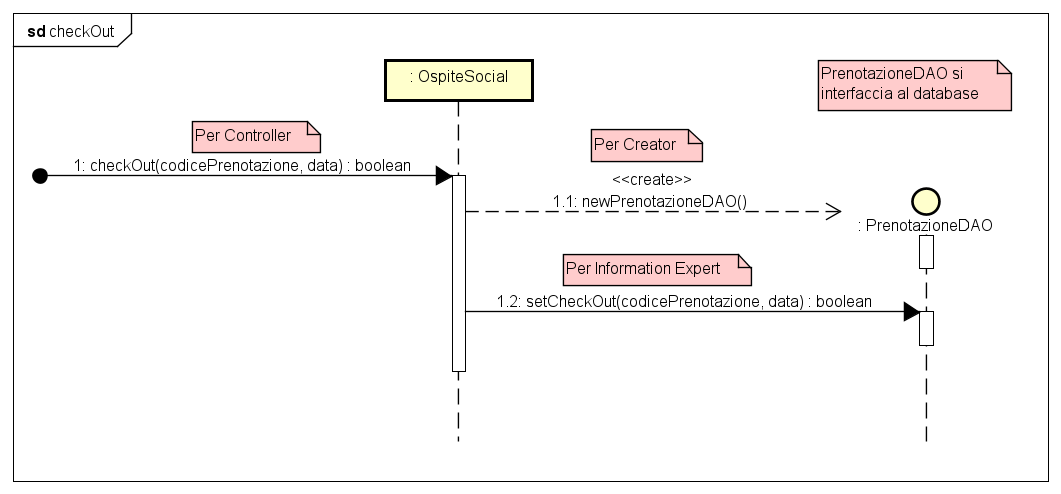 sd checkOut
: OspiteSocial
PrenotazioneDAO si
interfaccia al database
Per Controller
1: checkOut(codicePrenotazione, data) : boolean
Per Creator
<<create>>
1.1: newPrenotazioneDAO()
: PrenotazioneDAO
Per Information Expert
1.2: setCheckOut(codicePrenotazione, data) : boolean